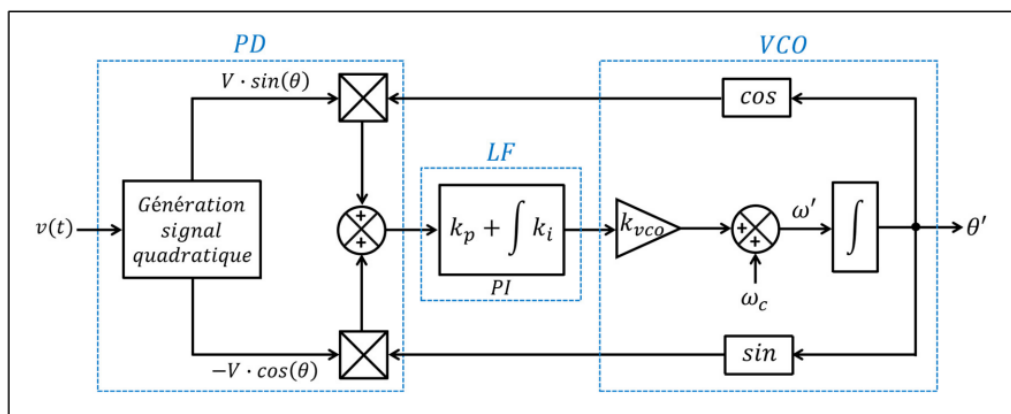 PD
VCO
V · sin(θ)
cos
LF
v(t)
Génération
signal
quadratique
+
+
k_p + ∫ k_i
PI
k_vco
+
+
ω'
∫
θ'
ω_c
sin
−V · cos(θ)